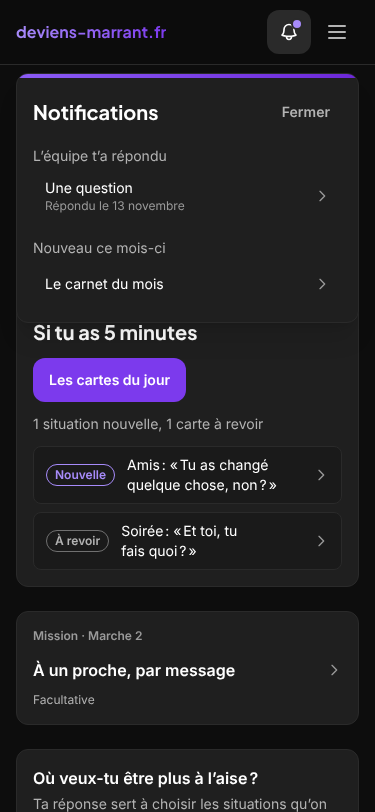 deviens-marrant.fr
Notifications
Fermer
L’équipe t’a répondu
Une question
Répondu le 13 novembre
Nouveau ce mois-ci
Le carnet du mois
Si tu as 5 minutes
Les cartes du jour
1 situation nouvelle, 1 carte à revoir
Nouvelle
Amis : « Tu as changé
quelque chose, non ? »
À revoir
Soirée : « Et toi, tu
fais quoi ? »
Mission · Marche 2
À un proche, par message
Facultative
Où veux-tu être plus à l’aise ?
Ta réponse sert à choisir les situations qu’on